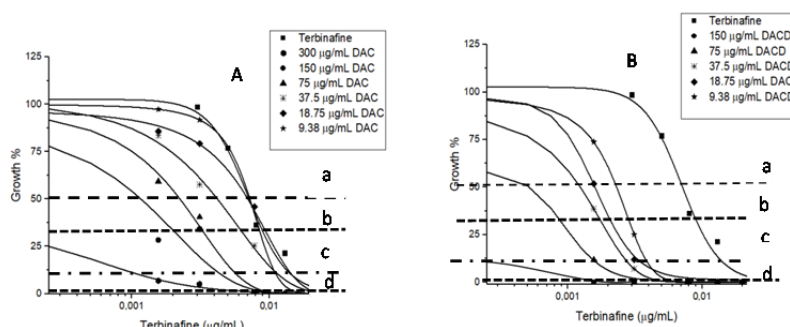 A
Terbinafine
300 µg/mL DAC
150 µg/mL DAC
75 µg/mL DAC
37.5 µg/mL DAC
18.75 µg/mL DAC
9.38 µg/mL DAC
125
100
75
50
25
0
Growth %
a
b
c
d
0,001
0,01
Terbinafine (µg/mL)
B
Terbinafine
150 µg/mL DACD
75 µg/mL DACD
37.5 µg/mL DACD
18.75 µg/mL DACD
9.38 µg/mL DACD
125
100
75
50
25
0
Growth %
a
b
c
d
0,001
0,01
Terbinafine (µg/mL)